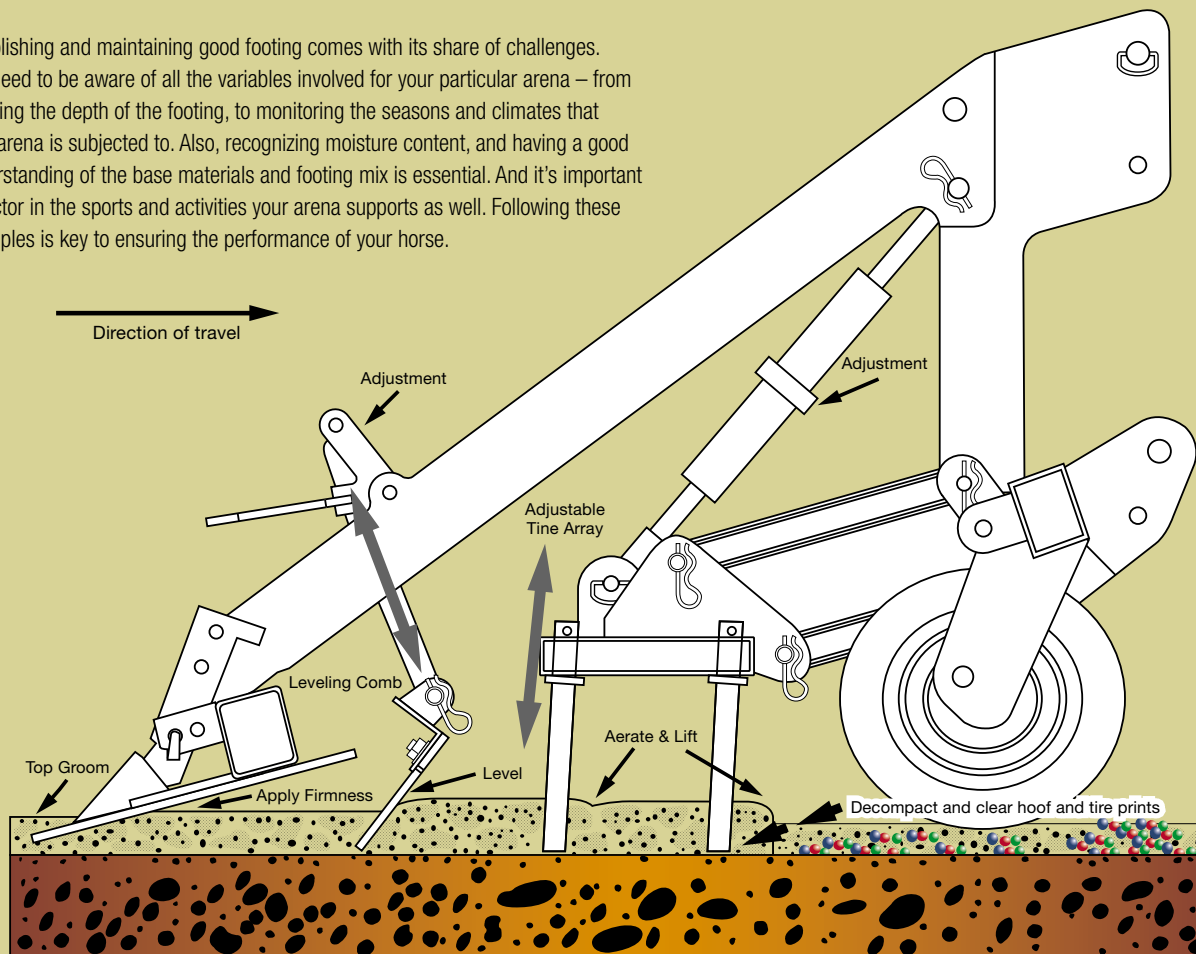 lishing and maintaining good footing comes with its share of challenges.
eed to be aware of all the variables involved for your particular arena – from
ing the depth of the footing, to monitoring the seasons and climates that
arena is subjected to. Also, recognizing moisture content, and having a good
rstanding of the base materials and footing mix is essential. And it's important
ctor in the sports and activities your arena supports as well. Following these
ples is key to ensuring the performance of your horse.
Direction of travel
Adjustment
Adjustment
Adjustable
Tine Array
Leveling Comb
Aerate & Lift
Top Groom
Level
Apply Firmness
Decompact and clear hoof and tire prints